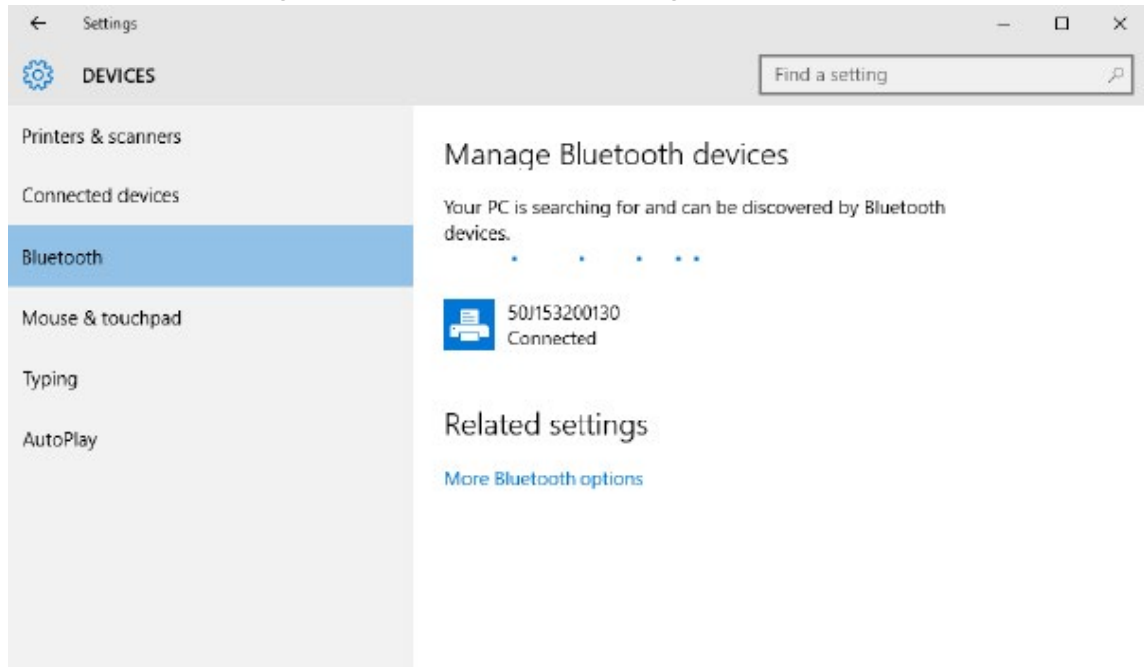 Settings
DEVICES
Find a setting
Printers & scanners
Connected devices
Bluetooth
Mouse & touchpad
Typing
AutoPlay
Manage Bluetooth devices
Your PC is searching for and can be discovered by Bluetooth
devices.
50J153200130
Connected
Related settings
More Bluetooth options